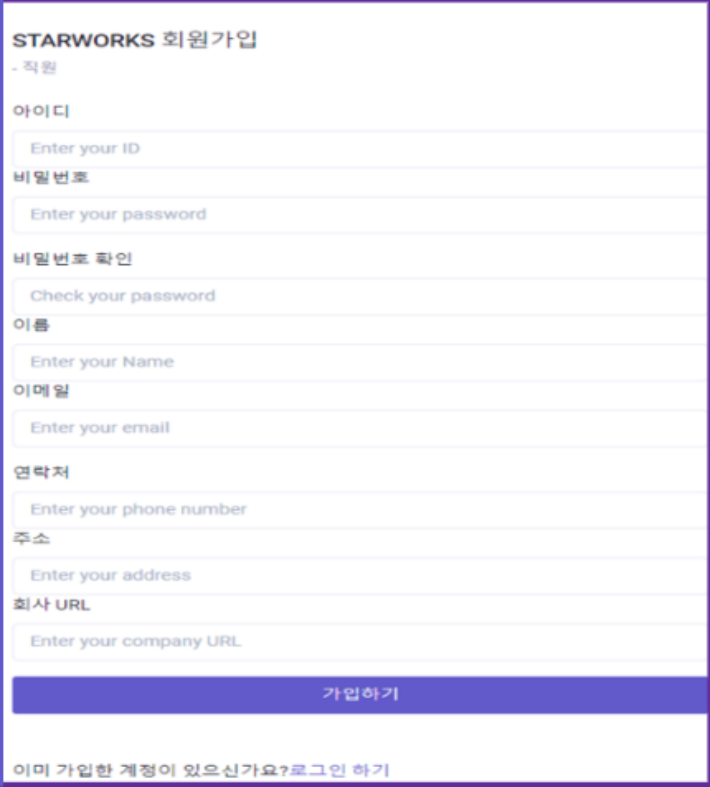 STARWORKS 회원가입
- 직원
아이디
Enter your ID
비밀번호
Enter your password
비밀번호 확인
Check your password
이름
Enter your Name
이메일
Enter your email
연락처
Enter your phone number
주소
Enter your address
회사 URL
Enter your company URL
가입하기
이미 가입한 계정이 있으신가요?로그인 하기